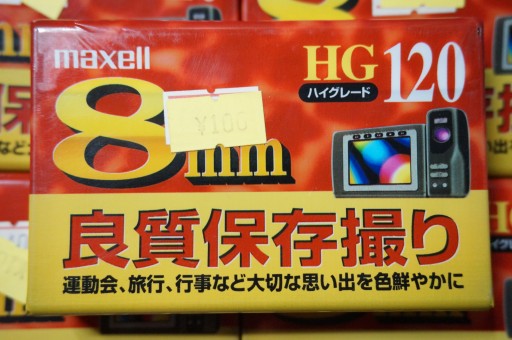 maxell
HG 120
ハイグレード
8mm
¥100
良質保存撮り
運動会、旅行、行事など大切な思い出を色鮮やかに